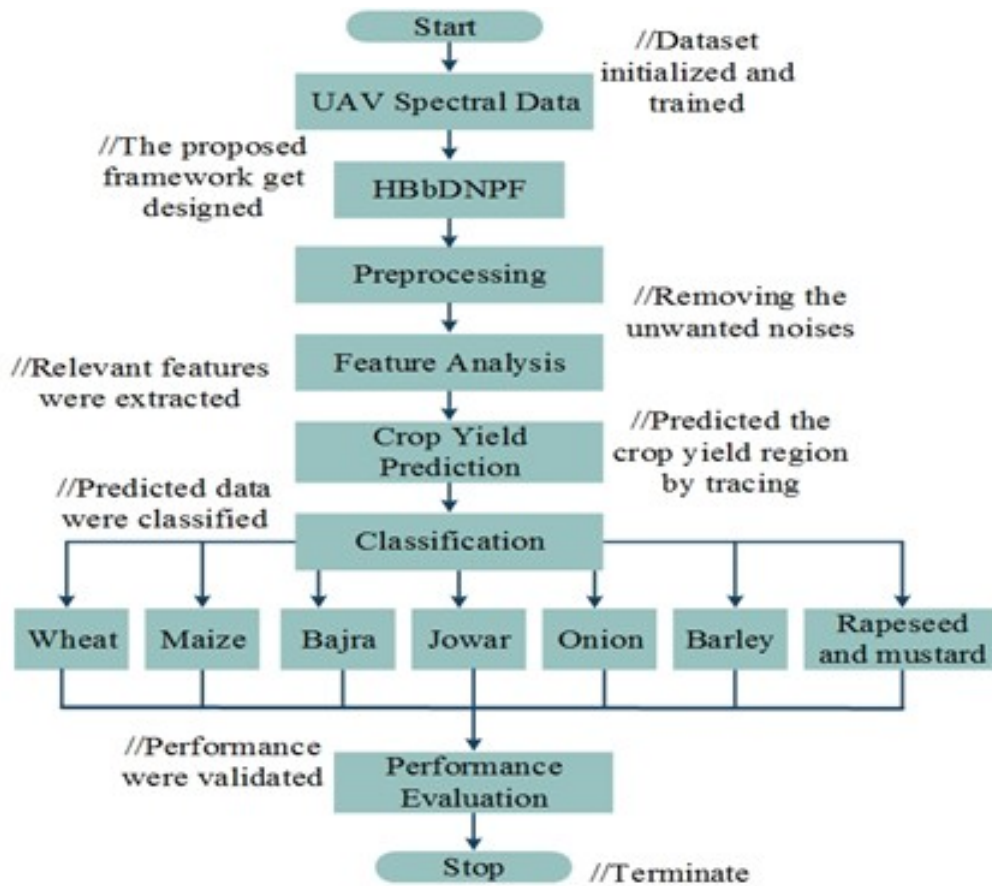 Start
//Dataset
initialized and
trained
UAV Spectral Data
//The proposed
framework get
designed
HBbDNPF
Preprocessing
//Removing the
unwanted noises
Feature Analysis
//Relevant features
were extracted
Crop Yield
Prediction
//Predicted the
crop yield region
by tracing
//Predicted data
were classified
Classification
Wheat
Maize
Bajra
Jowar
Onion
Barley
Rapeseed
and mustard
//Performance
were validated
Performance
Evaluation
Stop
//Terminate